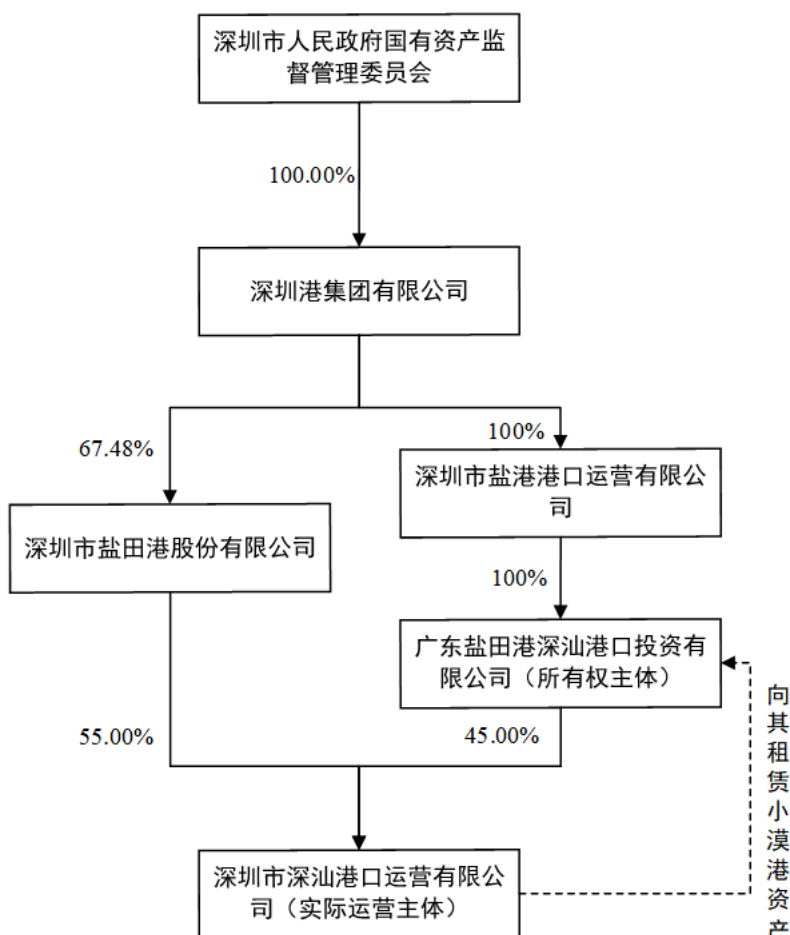 深圳市人民政府国有资产监
督管理委员会
100.00%
深圳港集团有限公司
67.48%
100%
深圳市盐港港口运营有限公
司
深圳市盐田港股份有限公司
100%
广东盐田港深汕港口投资有
限公司（所有权主体）
55.00%
45.00%
向其租赁小漠港资产
深圳市深汕港口运营有限公
司（实际运营主体）